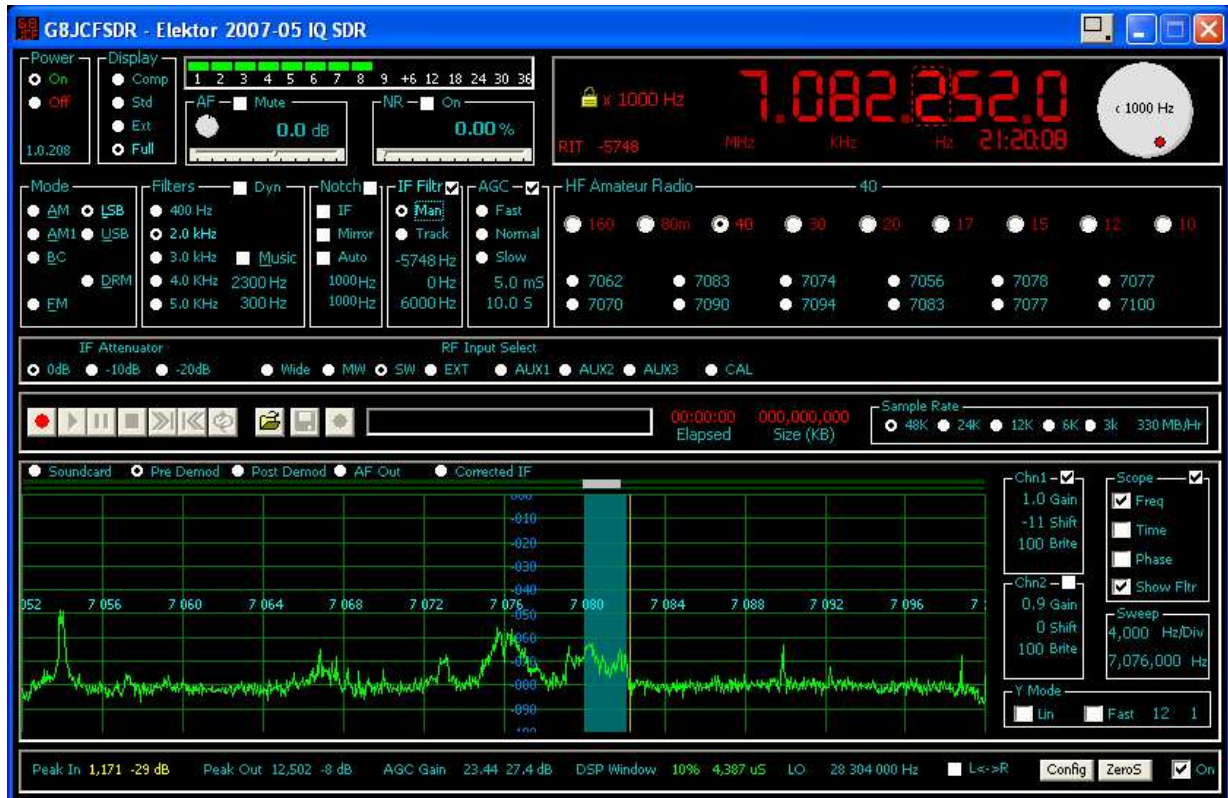 G8JCFSDR - Elektor 2007-05 IQ SDR
Power
On
Off
1.0.208
Display
Comp
Std
Ext
Full
1 2 3 4 5 6 7 8 9 +6 12 18 24 30 36
AF
Mute
0.0 dB
NR
On
0.00 %
x 1000 Hz
7.082.252.0
MHz KHz Hz
RIT -5748
21:20:08
< 1000 Hz
Mode
AM LSB
AM1 USB
BC
DRM
FM
Filters
Dyn
400 Hz
2.0 kHz
3.0 kHz Music
4.0 KHz 2300 Hz
5.0 KHz 300 Hz
Notch
IF
Mirror
Auto
1000 Hz
1000 Hz
IF Filtr
Man
Track
-5748 Hz
0 Hz
6000 Hz
AGC
Fast
Normal
Slow
5.0 mS
10.0 S
HF Amateur Radio 40
160 80m 40 30 20 17 15 12 10
7062 7083 7074 7056 7078 7077
7070 7090 7094 7083 7077 7100
IF Attenuator
0dB -10dB -20dB
RF Input Select
Wide MW SW EXT AUX1 AUX2 AUX3 CAL
00:00:00 000,000,000
Elapsed Size (KB)
Sample Rate
48K 24K 12K 6K 3k 330 MB/Hr
Soundcard Pre Demod Post Demod AF Out Corrected IF
000
-010
-020
-030
-040
052 7 056 7 060 7 064 7 068 7 072 7 076 7 080 7 084 7 088 7 092 7 096 7
-050
-060
-070
-080
-090
-100
Chn1
1.0 Gain
-11 Shift
100 Brite
Chn2
0.9 Gain
0 Shift
100 Brite
Scope
Freq
Time
Phase
Show Fltr
Sweep
4,000 Hz/Div
7,076,000 Hz
Y Mode
Lin Fast 12 1
Peak In 1,171 -29 dB Peak Out 12,502 -8 dB AGC Gain 23.44 27.4 dB DSP Window 10% 4,387 uS LO 28 304 000 Hz L<->R Config ZeroS On